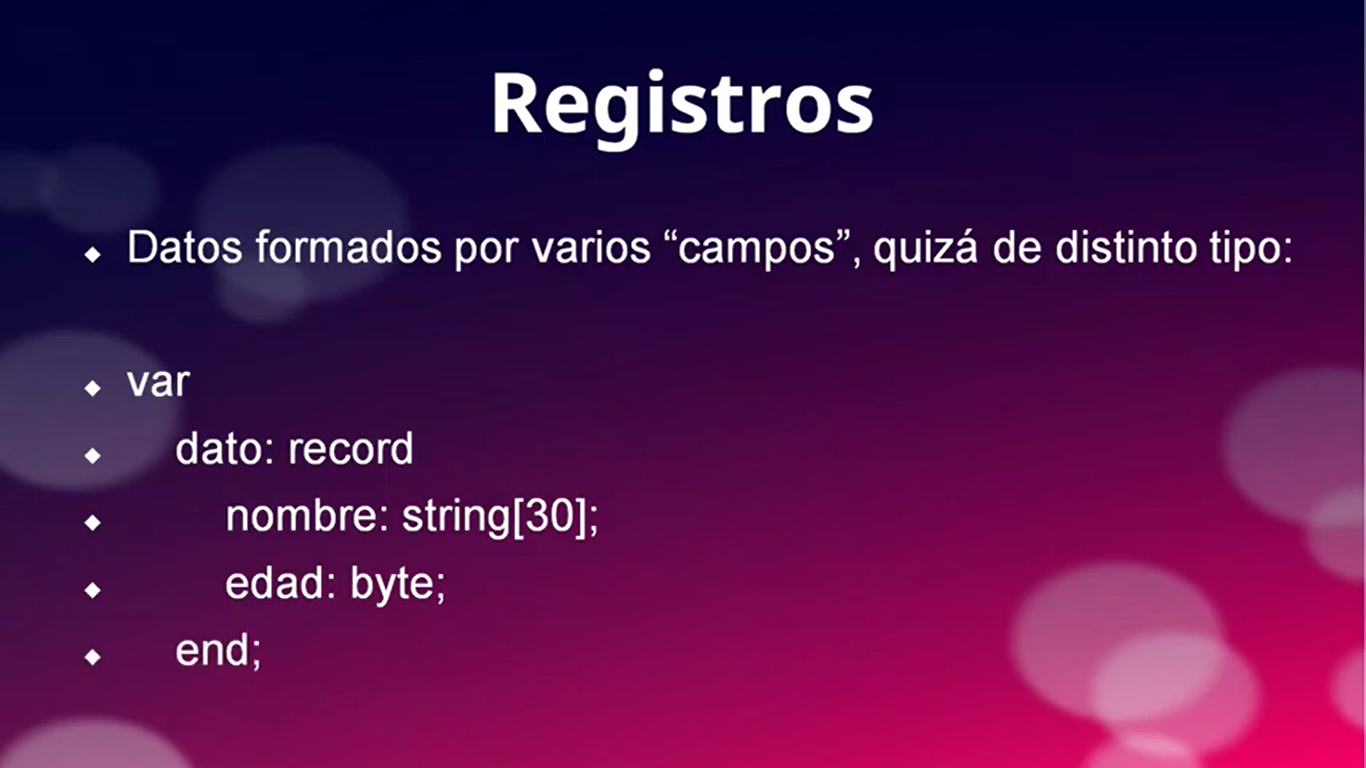 Registros
Datos formados por varios “campos”, quizá de distinto tipo:
var
dato: record
nombre: string[30];
edad: byte;
end;